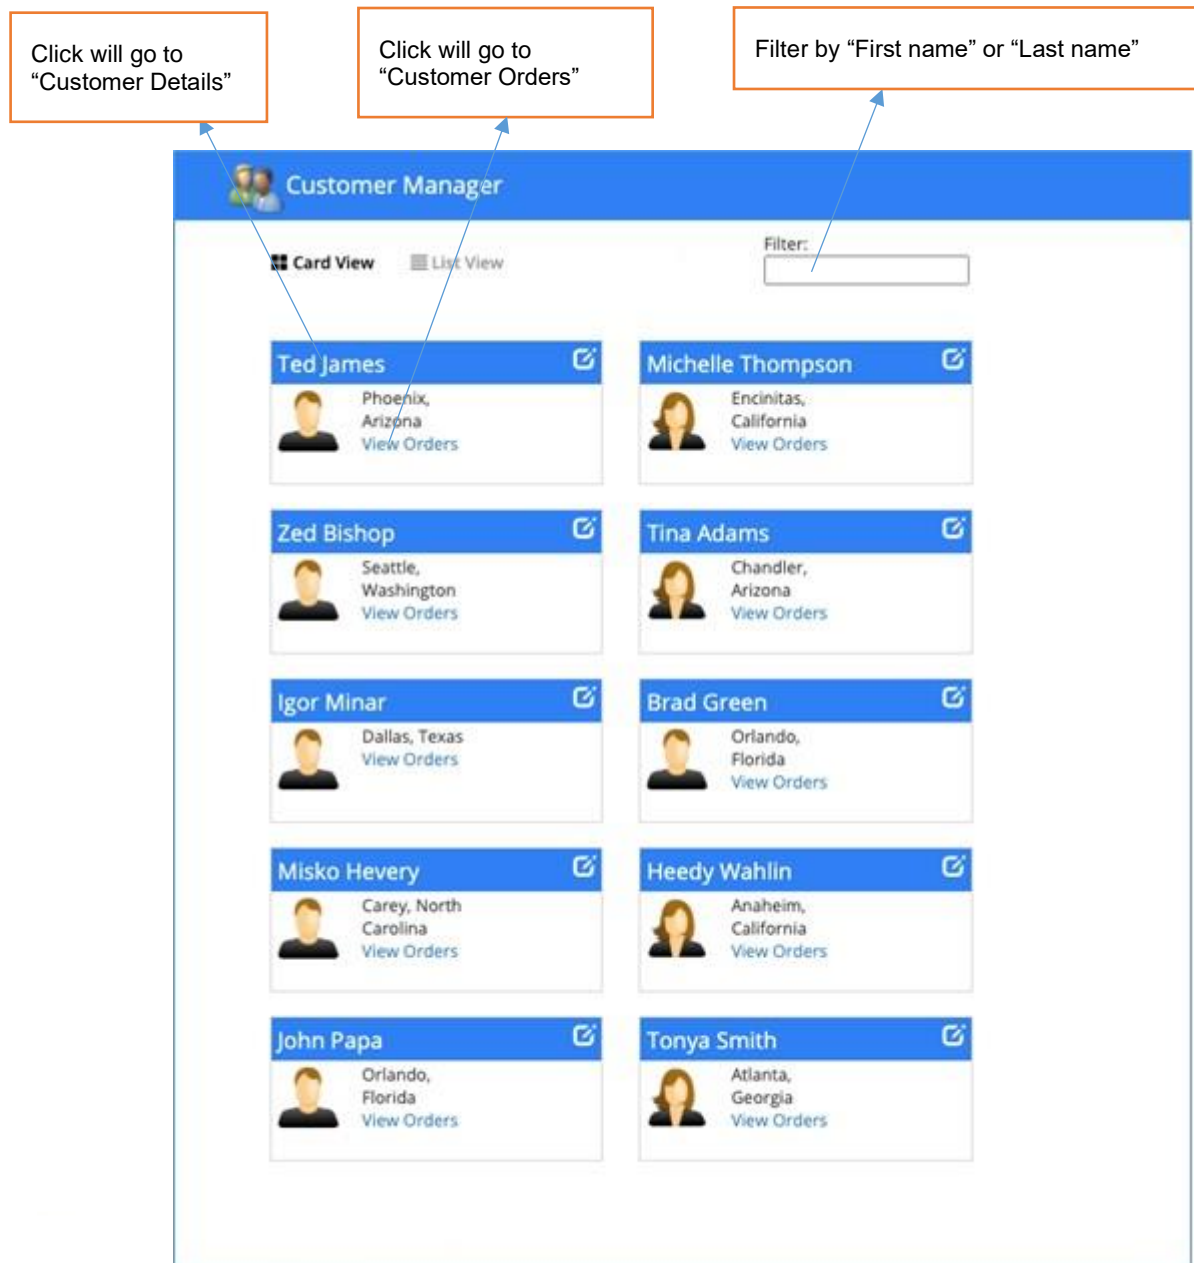 Click will go to
“Customer Details”
Click will go to
“Customer Orders”
Filter by “First name” or “Last name”
Customer Manager
Card View
List View
Filter:
Ted James
Phoenix,
Arizona
View Orders
Michelle Thompson
Encinitas,
California
View Orders
Zed Bishop
Seattle,
Washington
View Orders
Tina Adams
Chandler,
Arizona
View Orders
Igor Minar
Dallas, Texas
View Orders
Brad Green
Orlando,
Florida
View Orders
Misko Hevery
Carey, North
Carolina
View Orders
Heedy Wahlin
Anaheim,
California
View Orders
John Papa
Orlando,
Florida
View Orders
Tonya Smith
Atlanta,
Georgia
View Orders